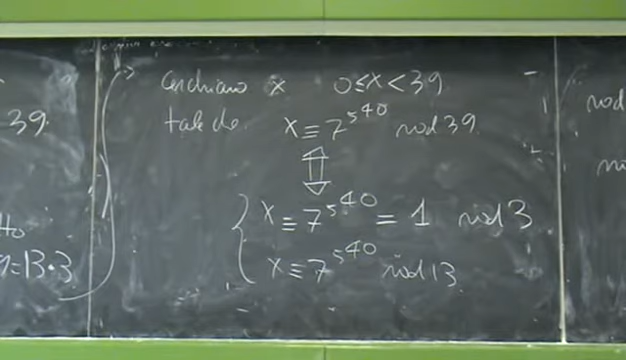 cerchiamo x 0≤x<39
39.
tale che
x ≡ 7^540 mod 39
mod
x ≡ 7^540 = 1 mod 3
x ≡ 7^540 mod 13
=13·3